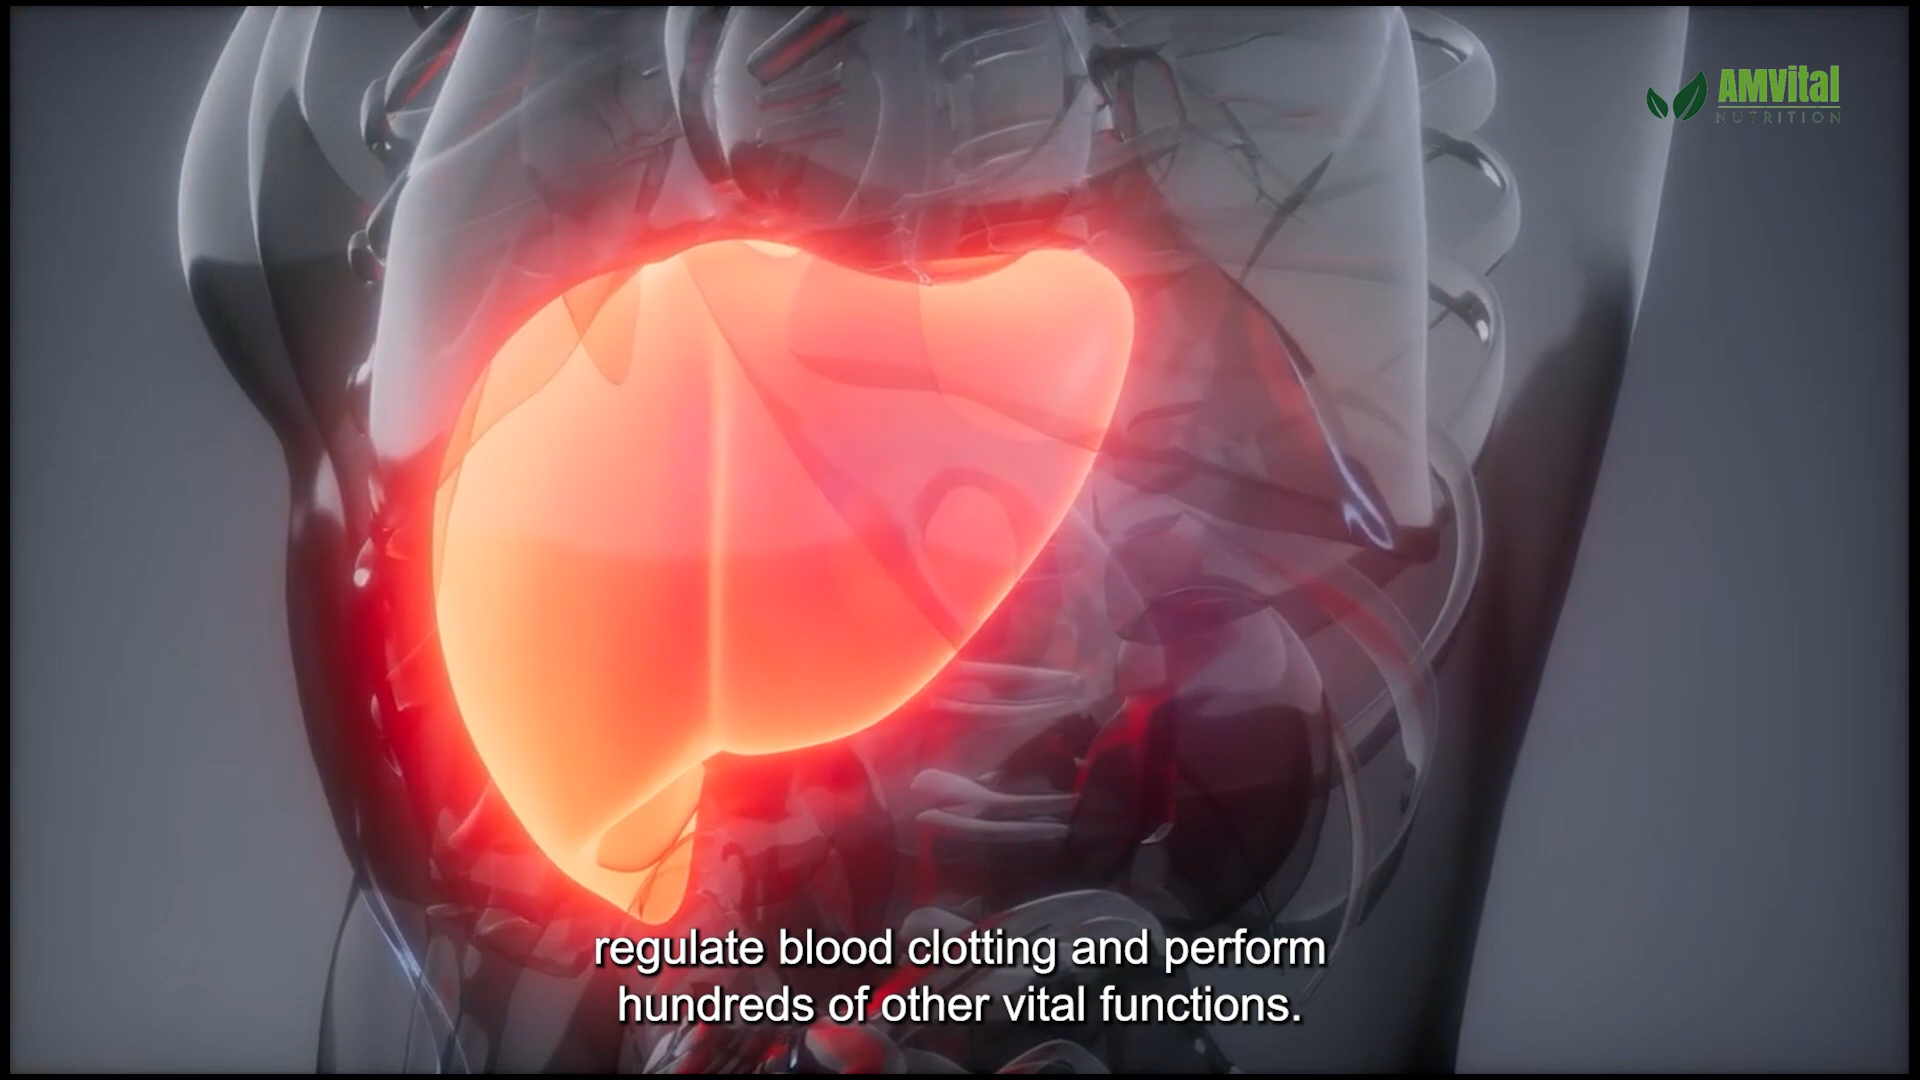 AMVital
NUTRITION
regulate blood clotting and perform
hundreds of other vital functions.